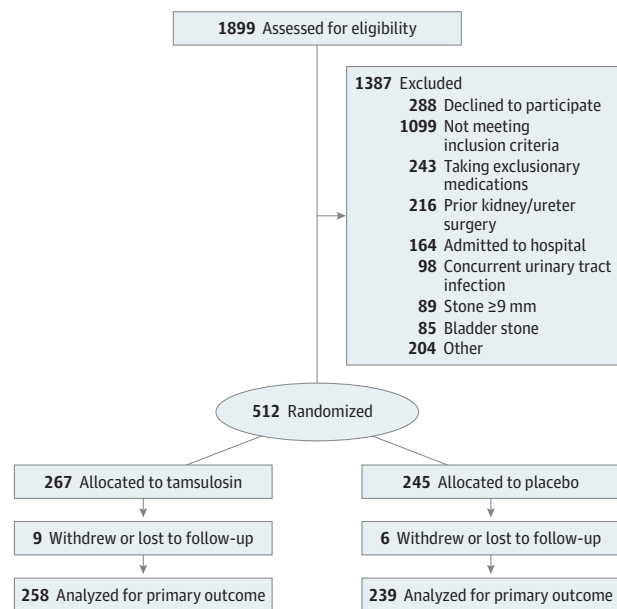 1899 Assessed for eligibility
1387 Excluded
288 Declined to participate
1099 Not meeting
inclusion criteria
243 Taking exclusionary
medications
216 Prior kidney/ureter
surgery
164 Admitted to hospital
98 Concurrent urinary tract
infection
89 Stone ≥9 mm
85 Bladder stone
204 Other
512 Randomized
267 Allocated to tamsulosin
245 Allocated to placebo
9 Withdrew or lost to follow-up
6 Withdrew or lost to follow-up
258 Analyzed for primary outcome
239 Analyzed for primary outcome